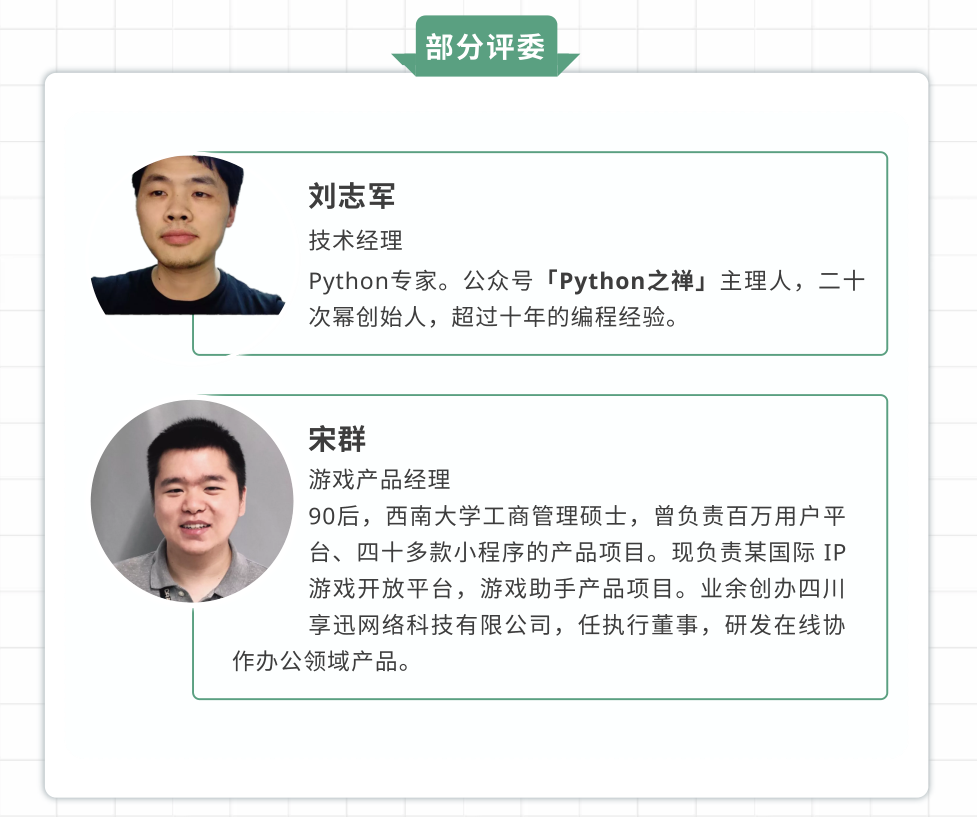 部分评委
刘志军
技术经理
Python专家。公众号「Python之禅」主理人，二十
次幂创始人，超过十年的编程经验。
宋群
游戏产品经理
90后，西南大学工商管理硕士，曾负责百万用户平
台、四十多款小程序的产品项目。现负责某国际 IP
游戏开放平台，游戏助手产品项目。业余创办四川
享迅网络科技有限公司，任执行董事，研发在线协
作办公领域产品。